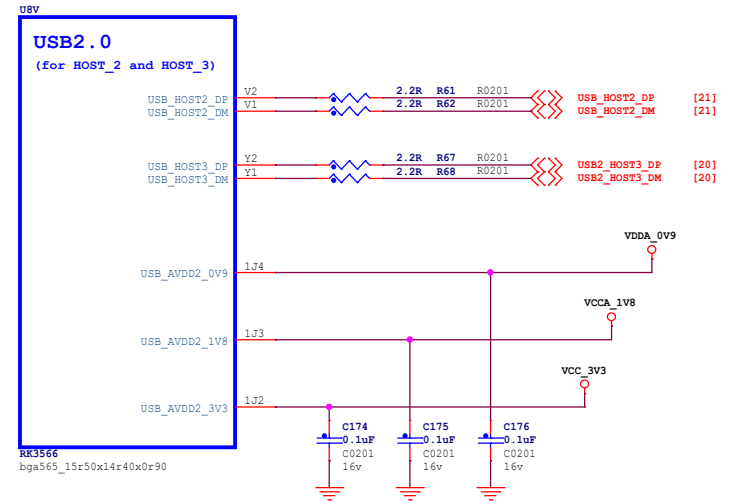 U8V
USB2.0
(for HOST_2 and HOST_3)
USB_HOST2_DP V2 2.2R R61 R0201 USB_HOST2_DP [21]
USB_HOST2_DM V1 2.2R R62 R0201 USB_HOST2_DM [21]
USB_HOST3_DP Y2 2.2R R67 R0201 USB2_HOST3_DP [20]
USB_HOST3_DM Y1 2.2R R68 R0201 USB2_HOST3_DM [20]
VDDA_0V9
USB_AVDD2_0V9 1J4
VCCA_1V8
USB_AVDD2_1V8 1J3
VCC_3V3
USB_AVDD2_3V3 1J2
C174 C175 C176
0.1uF 0.1uF 0.1uF
RK3566 C0201 C0201 C0201
bga565_15r50x14r40x0r90 16v 16v 16v